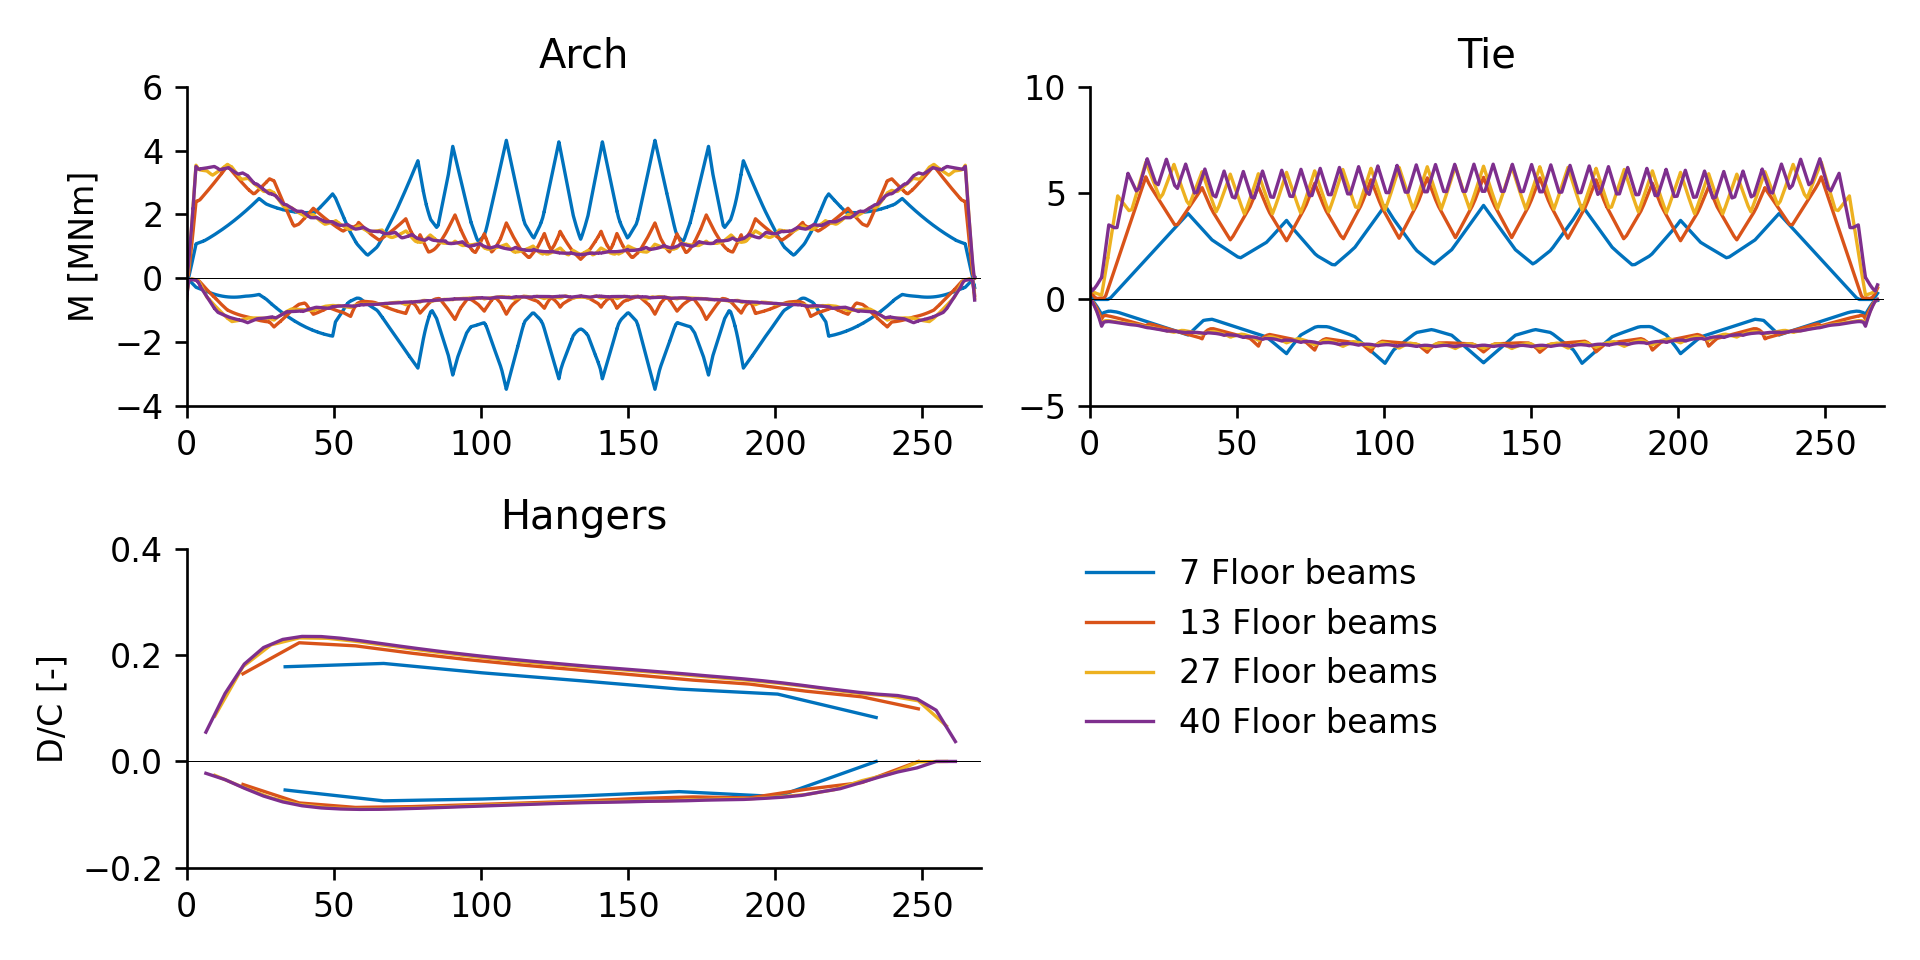 Arch
M [MNm]
6
4
2
0
−2
−4
0 50 100 150 200 250
Tie
10
5
0
−5
0 50 100 150 200 250
Hangers
D/C [-]
0.4
0.2
0.0
−0.2
0 50 100 150 200 250
7 Floor beams
13 Floor beams
27 Floor beams
40 Floor beams